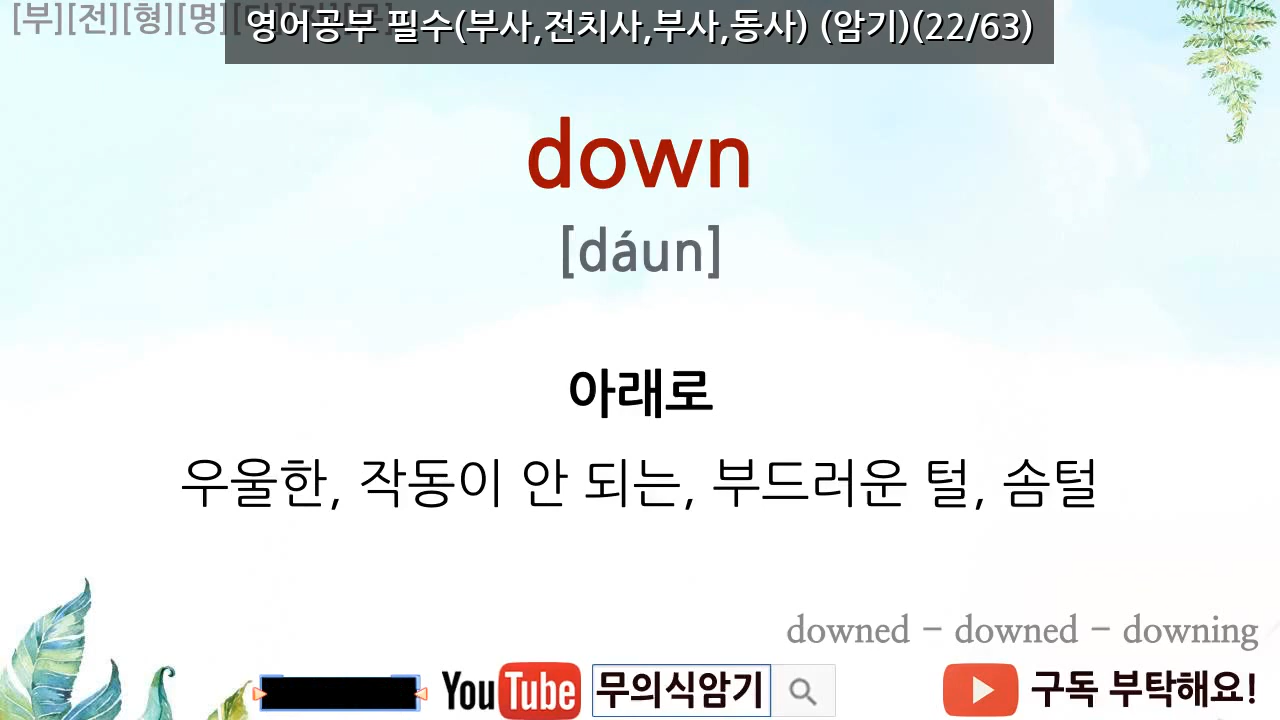 [부][전][형][명]
영어공부 필수(부사,전치사,부사,동사) (암기)(22/63)
down
[dáun]
아래로
우울한, 작동이 안 되는, 부드러운 털, 솜털
downed - downed - downing
YouTube 무의식암기 구독 부탁해요!